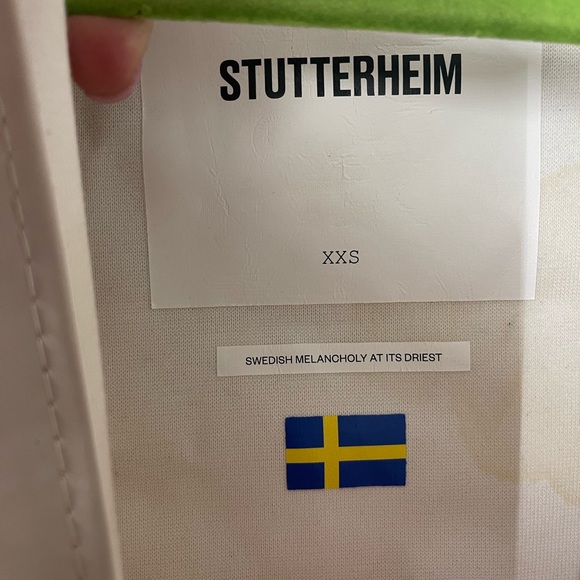 STUTTERHEIM
XXS
SWEDISH MELANCHOLY AT ITS DRIEST